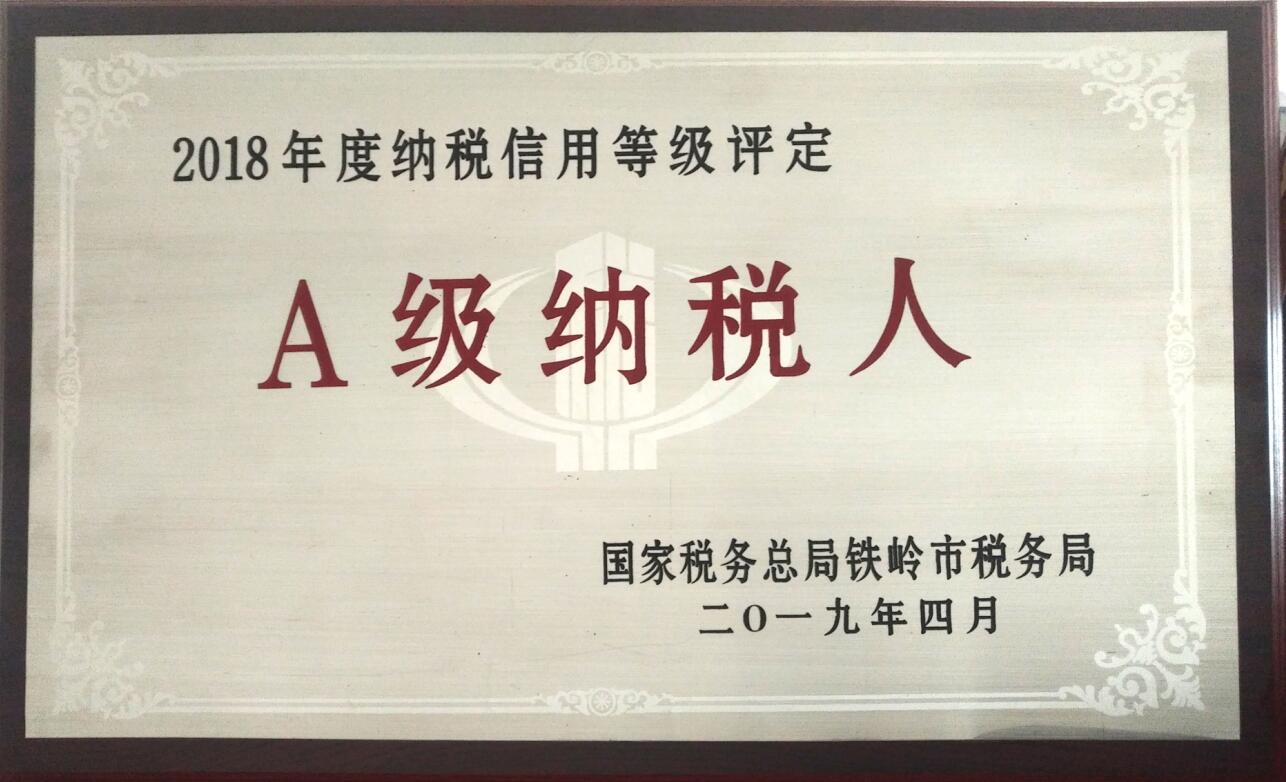 2018年度纳税信用等级评定
A级纳税人
国家税务总局铁岭市税务局
二〇一九年四月